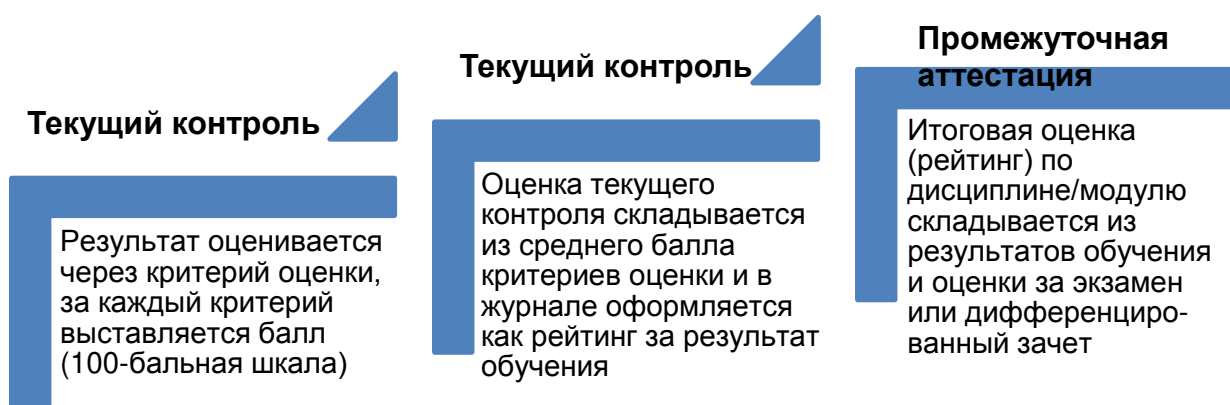 Текущий контроль
Результат оценивается
через критерий оценки,
за каждый критерий
выставляется балл
(100-бальная шкала)
Текущий контроль
Оценка текущего
контроля складывается
из среднего балла
критериев оценки и в
журнале оформляется
как рейтинг за результат
обучения
Промежуточная
аттестация
Итоговая оценка
(рейтинг) по
дисциплине/модулю
складывается из
результатов обучения
и оценки за экзамен
или дифференциро-
ванный зачет